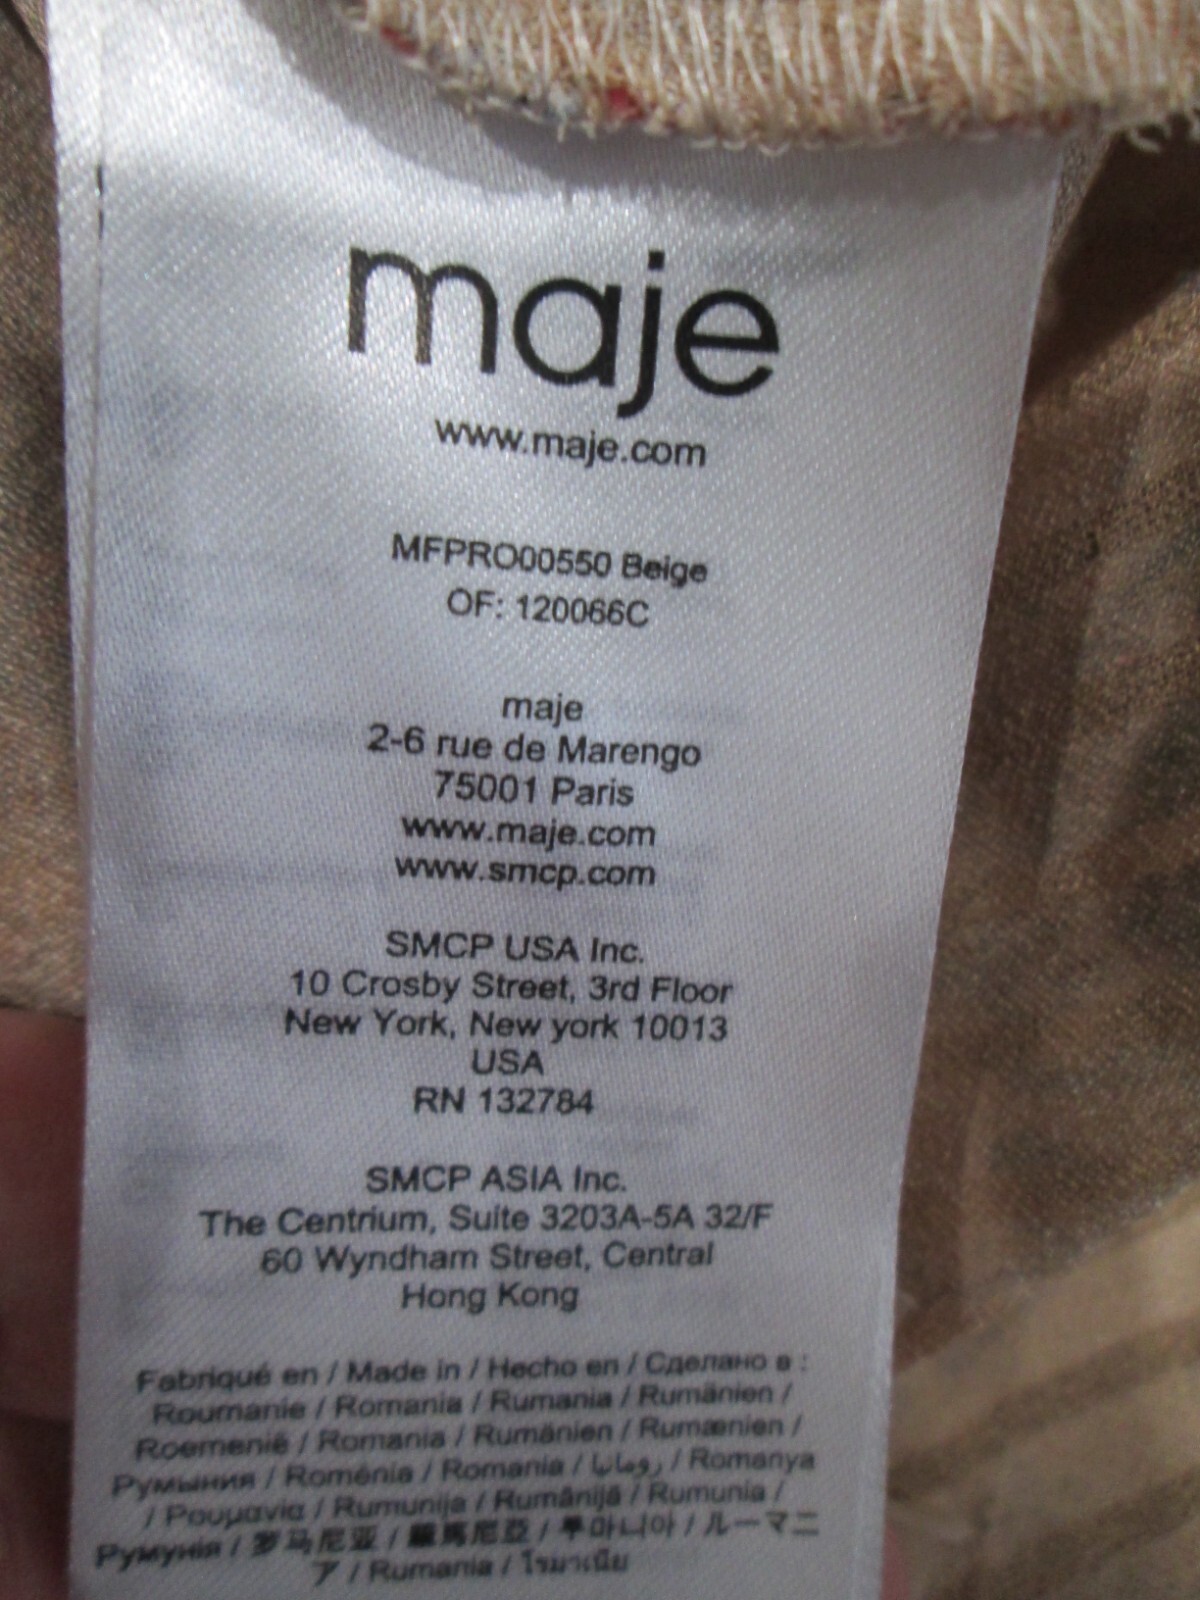 maje
www.maje.com
MFPRO00550 Beige
OF: 120066C
maje
2-6 rue de Marengo
75001 Paris
www.maje.com
www.smcp.com
SMCP USA Inc.
10 Crosby Street, 3rd Floor
New York, New york 10013
USA
RN 132784
SMCP ASIA Inc.
The Centrium, Suite 3203A-5A 32/F
60 Wyndham Street, Central
Hong Kong
Fabriqué en / Made in / Hecho en / Сделано в :
Roumanie / Romania / Rumania / Rumänien /
Roemenië / Romania / Rumänien / Rumænien /
Румыния / Roménia / Romania / رومانيا / Romanya
/ Ρουμανία / Rumunija / Rumânijâ / Rumunia /
Румуния / 罗马尼亚 / 羅馬尼亞 / 루마니아 / ルーマニ
ア / Rumania / โรมาเนีย